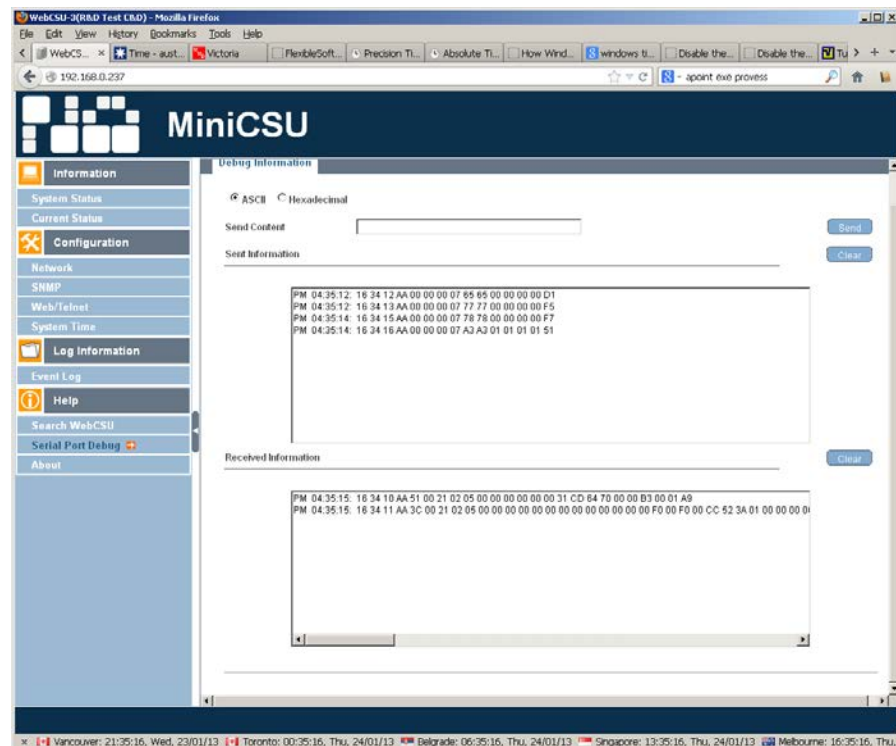 WebCSU-3(R&D Test C&D) - Mozilla Firefox
File Edit View History Bookmarks Tools Help
WebCS... Time - aust... Victoria FlexibleSoft... Precision Ti... Absolute Ti... How Wind... windows ti... Disable the... Disable the... Tu
192.168.0.237
apoint exe provess
MiniCSU
Information
System Status
Current Status
Configuration
Network
SNMP
Web/Telnet
System Time
Log Information
Event Log
Help
Search WebCSU
Serial Port Debug
About
Debug Information
ASCII Hexadecimal
Send Content Send
Sent Information Clear
PM 04:35:12: 16 34 12 AA 00 00 00 07 65 65 00 00 00 00 D1
PM 04:35:12: 16 34 13 AA 00 00 00 07 77 77 00 00 00 00 F5
PM 04:35:14: 16 34 15 AA 00 00 00 07 78 78 00 00 00 00 F7
PM 04:35:14: 16 34 16 AA 00 00 00 07 A3 A3 01 01 01 01 51
Received Information Clear
PM 04:35:15: 16 34 10 AA 51 00 21 02 05 00 00 00 00 00 00 31 CD 64 70 00 00 B3 00 01 A9
PM 04:35:15: 16 34 11 AA 3C 00 21 02 05 00 00 00 00 00 00 00 00 00 00 00 00 00 F0 00 F0 00 CC 52 3A 01 00 00 00
Vancouver: 21:35:16, Wed, 23/01/13 Toronto: 00:35:16, Thu, 24/01/13 Belgrade: 06:35:16, Thu, 24/01/13 Singapore: 13:35:16, Thu, 24/01/13 Melbourne: 16:35:16, Th